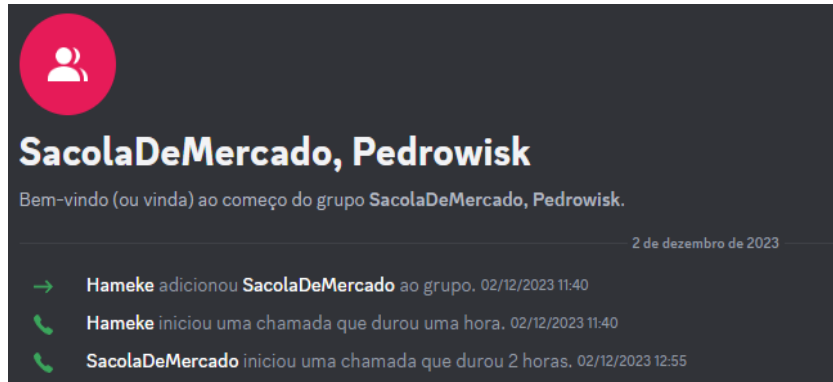 SacolaDeMercado, Pedrowisk
Bem-vindo (ou vinda) ao começo do grupo SacolaDeMercado, Pedrowisk.
2 de dezembro de 2023
Hameke adicionou SacolaDeMercado ao grupo. 02/12/2023 11:40
Hameke iniciou uma chamada que durou uma hora. 02/12/2023 11:40
SacolaDeMercado iniciou uma chamada que durou 2 horas. 02/12/2023 12:55